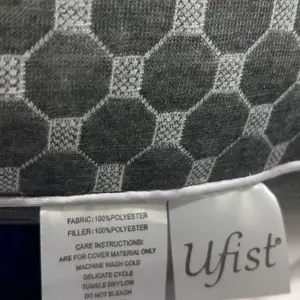 FABRIC: 100%POLYESTER
FILLER: 100%POLYESTER
CARE INSTRUCTIONS:
ARE FOR COVER MATERIAL ONLY
MACHINE WASH COLD
DELICATE CYCLE
TUMBLE DRY LOW
DO NOT BLEACH
Ufist®